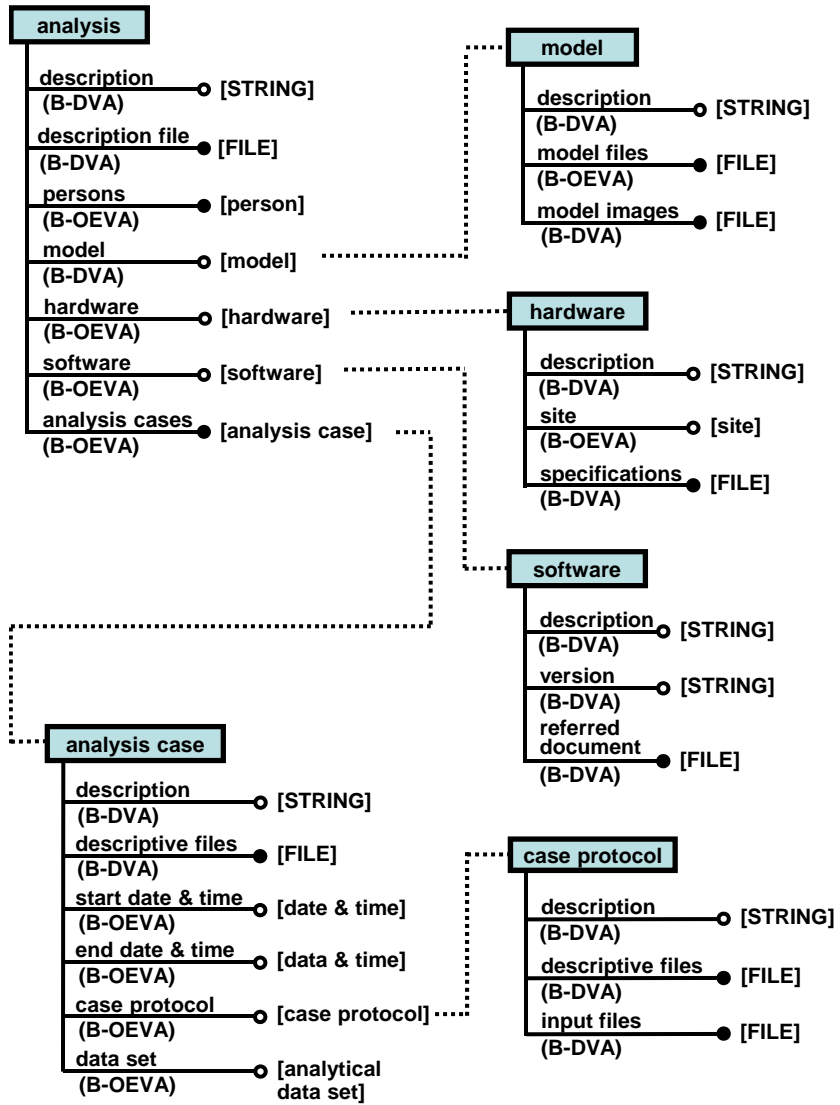 analysis
description
(B-DVA)
[STRING]
description file
(B-DVA)
[FILE]
persons
(B-OEVA)
[person]
model
(B-DVA)
[model]
hardware
(B-OEVA)
[hardware]
software
(B-OEVA)
[software]
analysis cases
(B-OEVA)
[analysis case]
model
description
(B-DVA)
[STRING]
model files
(B-OEVA)
[FILE]
model images
(B-DVA)
[FILE]
hardware
description
(B-DVA)
[STRING]
site
(B-OEVA)
[site]
specifications
(B-DVA)
[FILE]
software
description
(B-DVA)
[STRING]
version
(B-DVA)
[STRING]
referred
document
(B-DVA)
[FILE]
analysis case
description
(B-DVA)
[STRING]
descriptive files
(B-DVA)
[FILE]
start date & time
(B-OEVA)
[date & time]
end date & time
(B-OEVA)
[data & time]
case protocol
(B-OEVA)
[case protocol]
data set
(B-OEVA)
[analytical
data set]
case protocol
description
(B-DVA)
[STRING]
descriptive files
(B-DVA)
[FILE]
input files
(B-DVA)
[FILE]